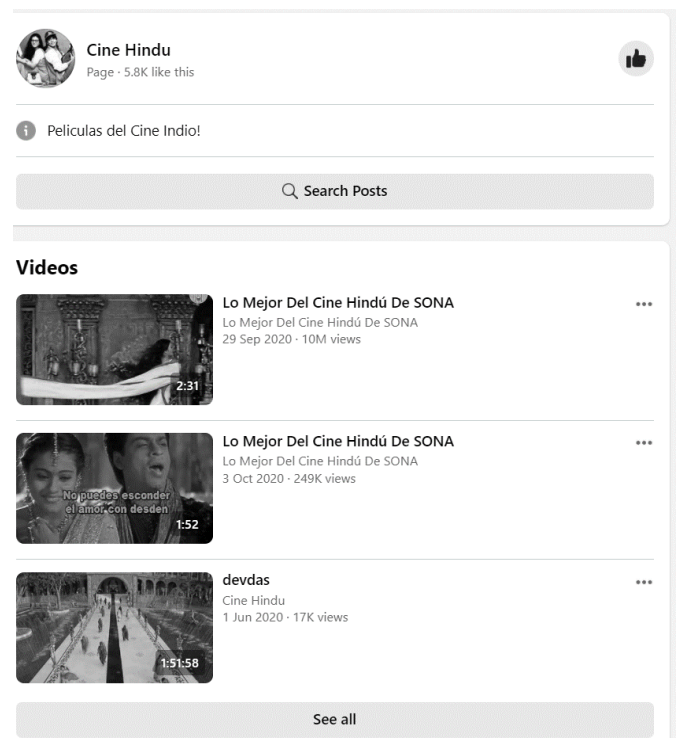 Cine Hindu
Page · 5.8K like this
Peliculas del Cine Indio!
Search Posts
Videos
Lo Mejor Del Cine Hindú De SONA
Lo Mejor Del Cine Hindú De SONA
29 Sep 2020 · 10M views
2:31
Lo Mejor Del Cine Hindú De SONA
Lo Mejor Del Cine Hindú De SONA
3 Oct 2020 · 249K views
No puedes esconder
el amor con desden
1:52
devdas
Cine Hindu
1 Jun 2020 · 17K views
1:51:58
See all